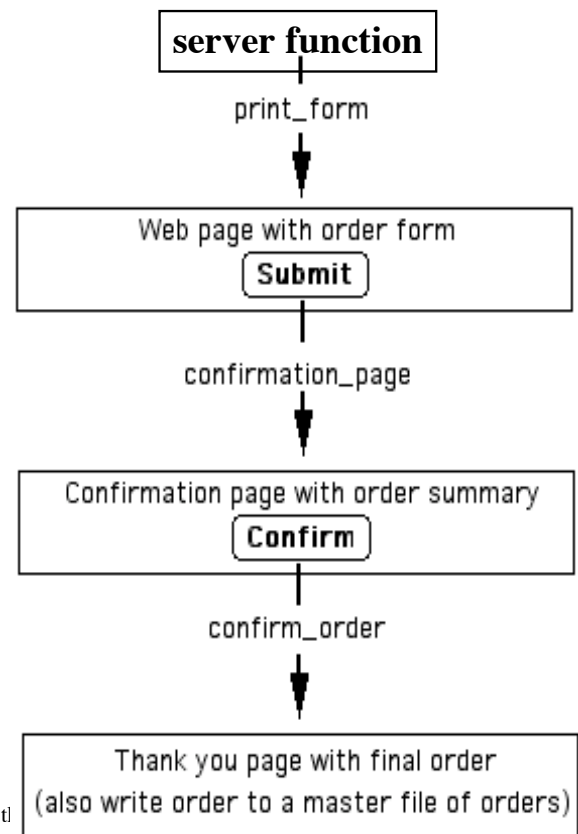 server function
print_form
Web page with order form
Submit
confirmation_page
Confirmation page with order summary
Confirm
confirm_order
Thank you page with final order
(also write order to a master file of orders)